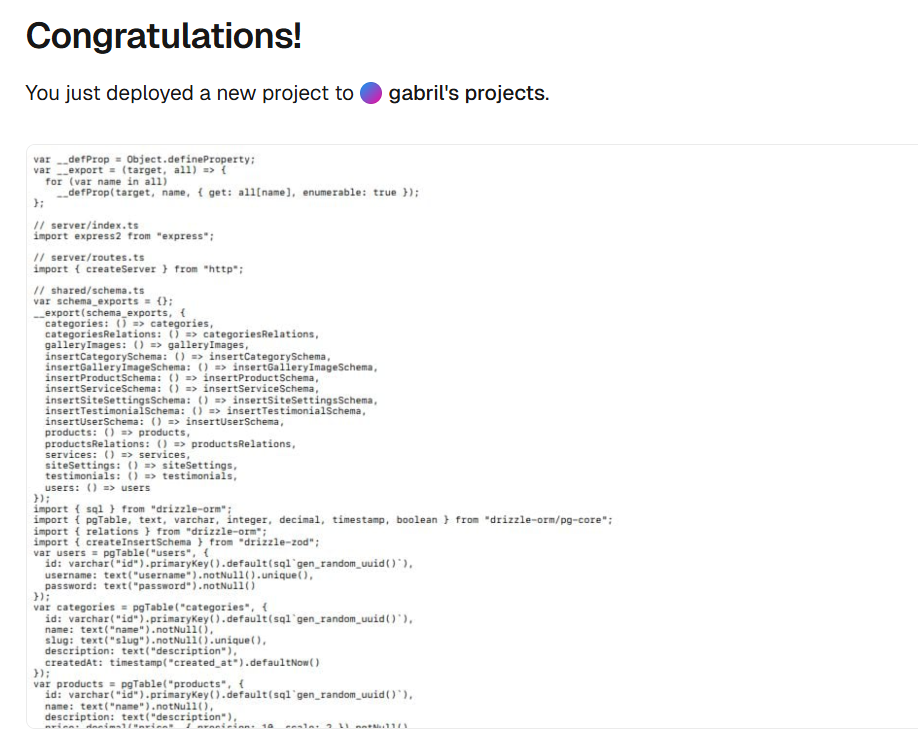 Congratulations!
You just deployed a new project to gabril's projects.
var __defProp = Object.defineProperty;
var __export = (target, all) => {
  for (var name in all)
    __defProp(target, name, { get: all[name], enumerable: true });
};
// server/index.ts
import express2 from "express";
// server/routes.ts
import { createServer } from "http";
// shared/schema.ts
var schema_exports = {};
__export(schema_exports, {
  categories: () => categories,
  categoriesRelations: () => categoriesRelations,
  galleryImages: () => galleryImages,
  insertCategorySchema: () => insertCategorySchema,
  insertGalleryImageSchema: () => insertGalleryImageSchema,
  insertProductSchema: () => insertProductSchema,
  insertServiceSchema: () => insertServiceSchema,
  insertSiteSettingsSchema: () => insertSiteSettingsSchema,
  insertTestimonialSchema: () => insertTestimonialSchema,
  insertUserSchema: () => insertUserSchema,
  products: () => products,
  productsRelations: () => productsRelations,
  services: () => services,
  siteSettings: () => siteSettings,
  testimonials: () => testimonials,
  users: () => users
});
import { sql } from "drizzle-orm";
import { pgTable, text, varchar, integer, decimal, timestamp, boolean } from "drizzle-orm/pg-core";
import { relations } from "drizzle-orm";
import { createInsertSchema } from "drizzle-zod";
var users = pgTable("users", {
  id: varchar("id").primaryKey().default(sql`gen_random_uuid()`),
  username: text("username").notNull().unique(),
  password: text("password").notNull()
});
var categories = pgTable("categories", {
  id: varchar("id").primaryKey().default(sql`gen_random_uuid()`),
  name: text("name").notNull(),
  slug: text("slug").notNull().unique(),
  description: text("description"),
  createdAt: timestamp("created_at").defaultNow()
});
var products = pgTable("products", {
  id: varchar("id").primaryKey().default(sql`gen_random_uuid()`),
  name: text("name").notNull(),
  description: text("description"),
  price: decimal("price", { precision: 10, scale: 2 }).notNull()